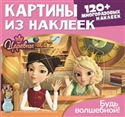 КАРТИНЫ
ИЗ НАКЛЕЕК
120+
многоразовых
наклеек
Царевны
Будь
волшебной!